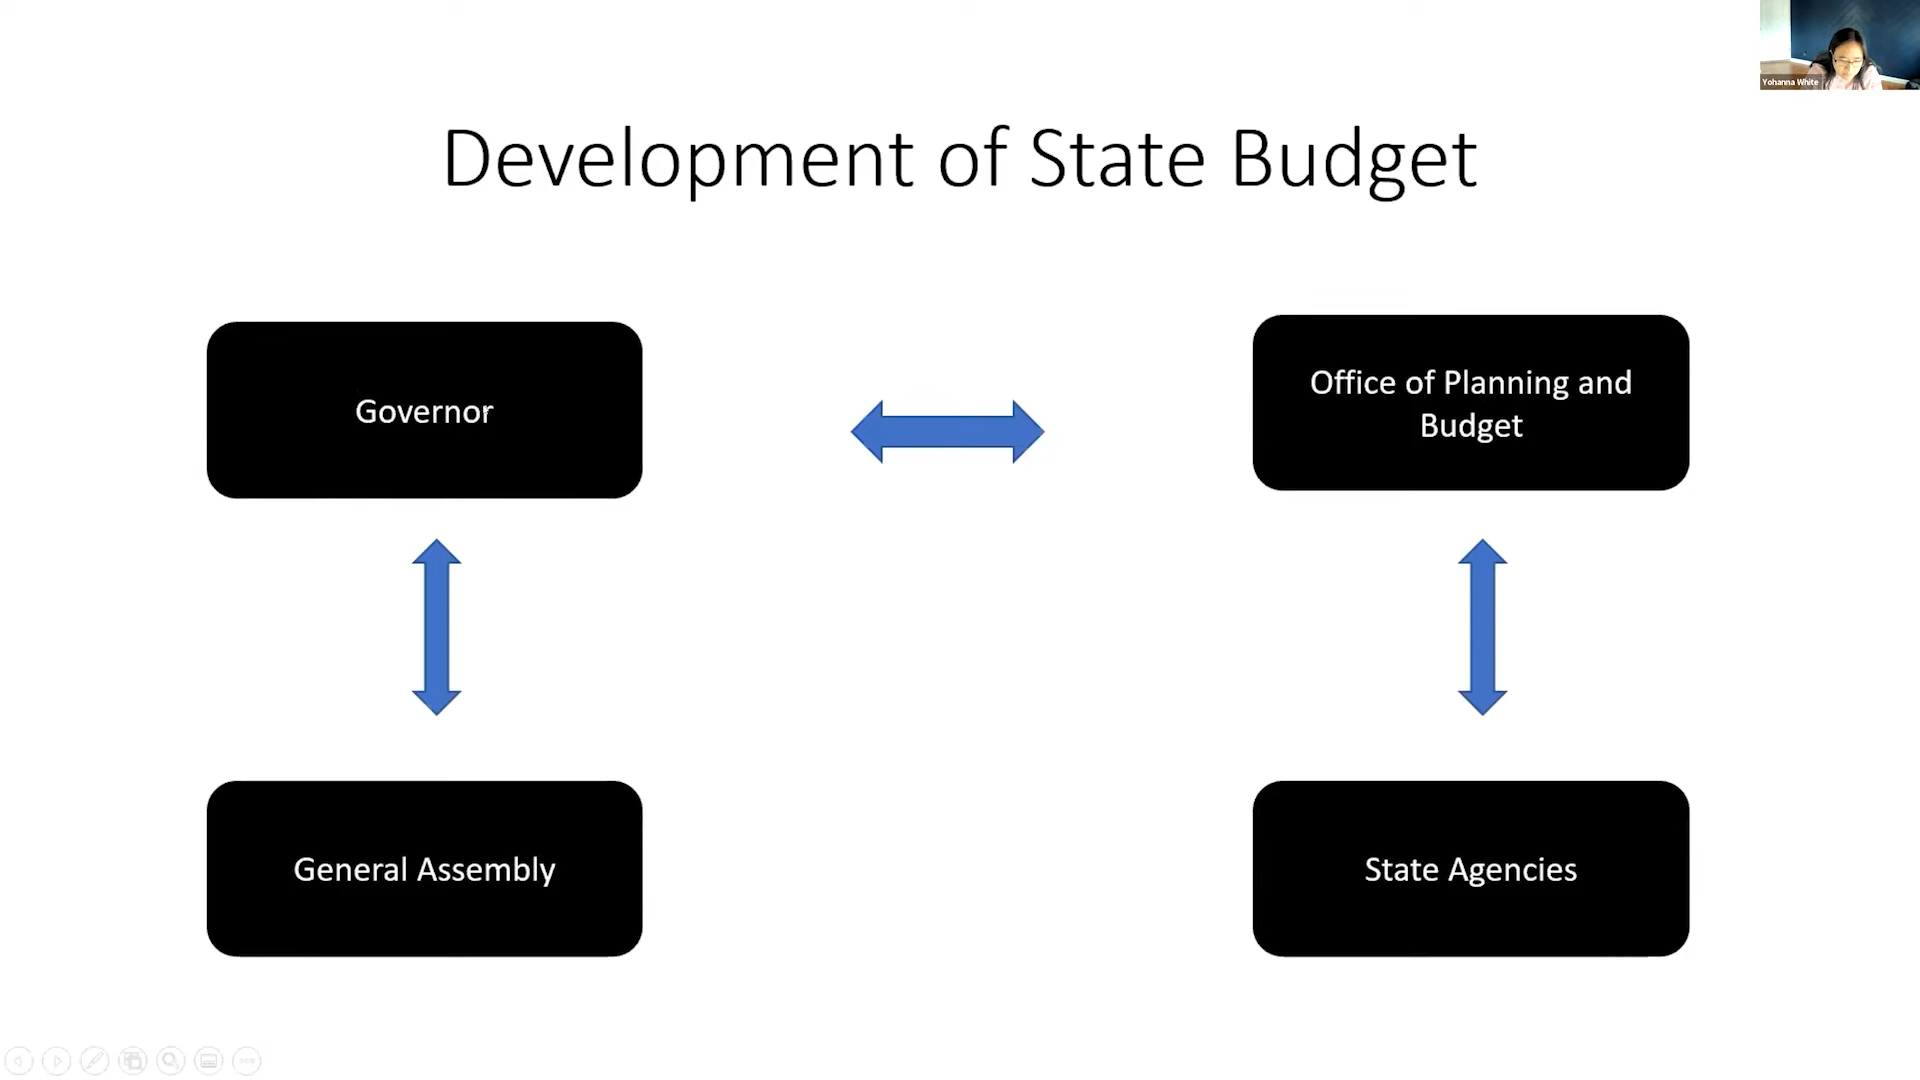 Yohanna White
Development of State Budget
Governor
Office of Planning and
Budget
General Assembly
State Agencies